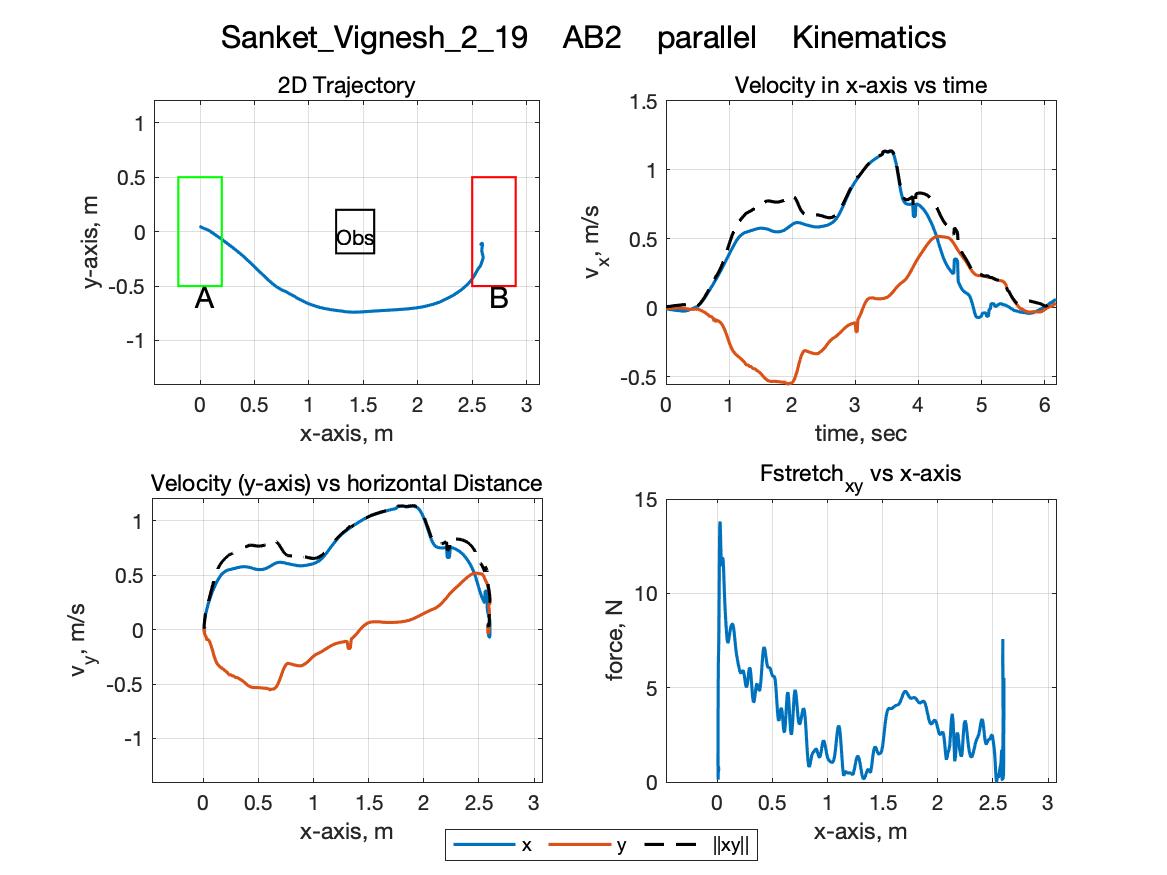 Sanket_Vignesh_2_19 AB2 parallel Kinematics
2D Trajectory
1
0.5
0
-0.5
-1
y-axis, m
Obs
A
B
0 0.5 1 1.5 2 2.5 3
x-axis, m
Velocity in x-axis vs time
1.5
1
0.5
0
-0.5
v_x, m/s
0 1 2 3 4 5 6
time, sec
Velocity (y-axis) vs horizontal Distance
1
0.5
0
-0.5
-1
v_y, m/s
0 0.5 1 1.5 2 2.5 3
x-axis, m
Fstretch_xy vs x-axis
15
10
5
0
force, N
0 0.5 1 1.5 2 2.5 3
x-axis, m
x y ||xy||